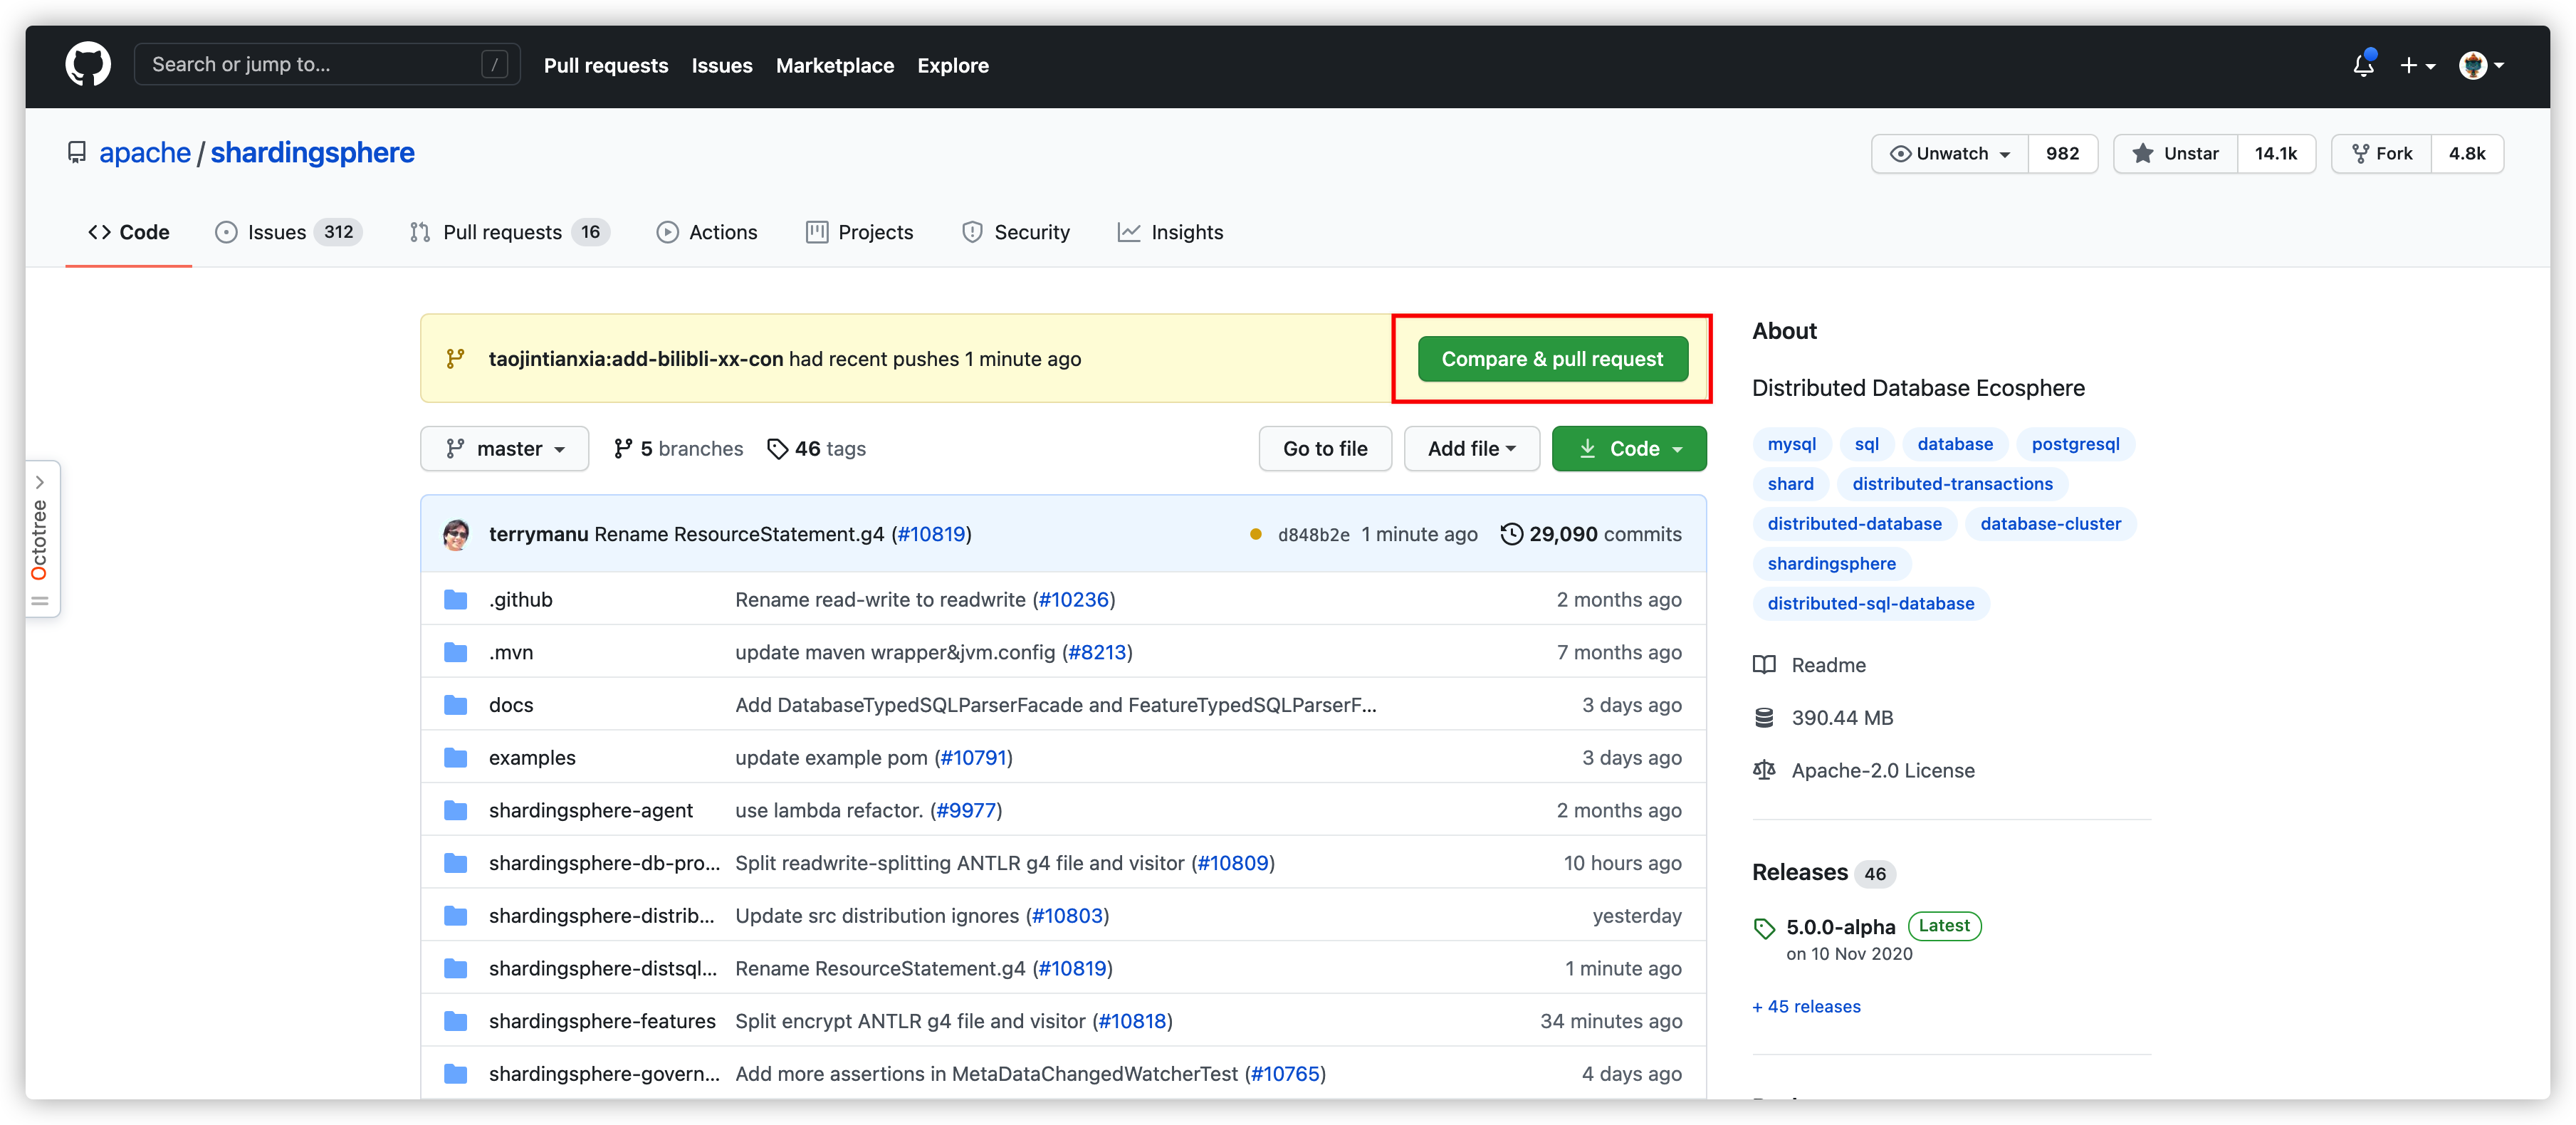 Search or jump to... /
Pull requests Issues Marketplace Explore
apache / shardingsphere
Unwatch 982 Unstar 14.1k Fork 4.8k
Code Issues 312 Pull requests 16 Actions Projects Security Insights
taojintianxia:add-bilibli-xx-con had recent pushes 1 minute ago
Compare & pull request
master 5 branches 46 tags Go to file Add file Code
terrymanu Rename ResourceStatement.g4 (#10819) d848b2e 1 minute ago 29,090 commits
.github Rename read-write to readwrite (#10236) 2 months ago
.mvn update maven wrapper&jvm.config (#8213) 7 months ago
docs Add DatabaseTypedSQLParserFacade and FeatureTypedSQLParserF... 3 days ago
examples update example pom (#10791) 3 days ago
shardingsphere-agent use lambda refactor. (#9977) 2 months ago
shardingsphere-db-pro... Split readwrite-splitting ANTLR g4 file and visitor (#10809) 10 hours ago
shardingsphere-distrib... Update src distribution ignores (#10803) yesterday
shardingsphere-distsql... Rename ResourceStatement.g4 (#10819) 1 minute ago
shardingsphere-features Split encrypt ANTLR g4 file and visitor (#10818) 34 minutes ago
shardingsphere-govern... Add more assertions in MetaDataChangedWatcherTest (#10765) 4 days ago
Octotree
About
Distributed Database Ecosphere
mysql sql database postgresql
shard distributed-transactions
distributed-database database-cluster
shardingsphere
distributed-sql-database
Readme
390.44 MB
Apache-2.0 License
Releases 46
5.0.0-alpha Latest
on 10 Nov 2020
+ 45 releases